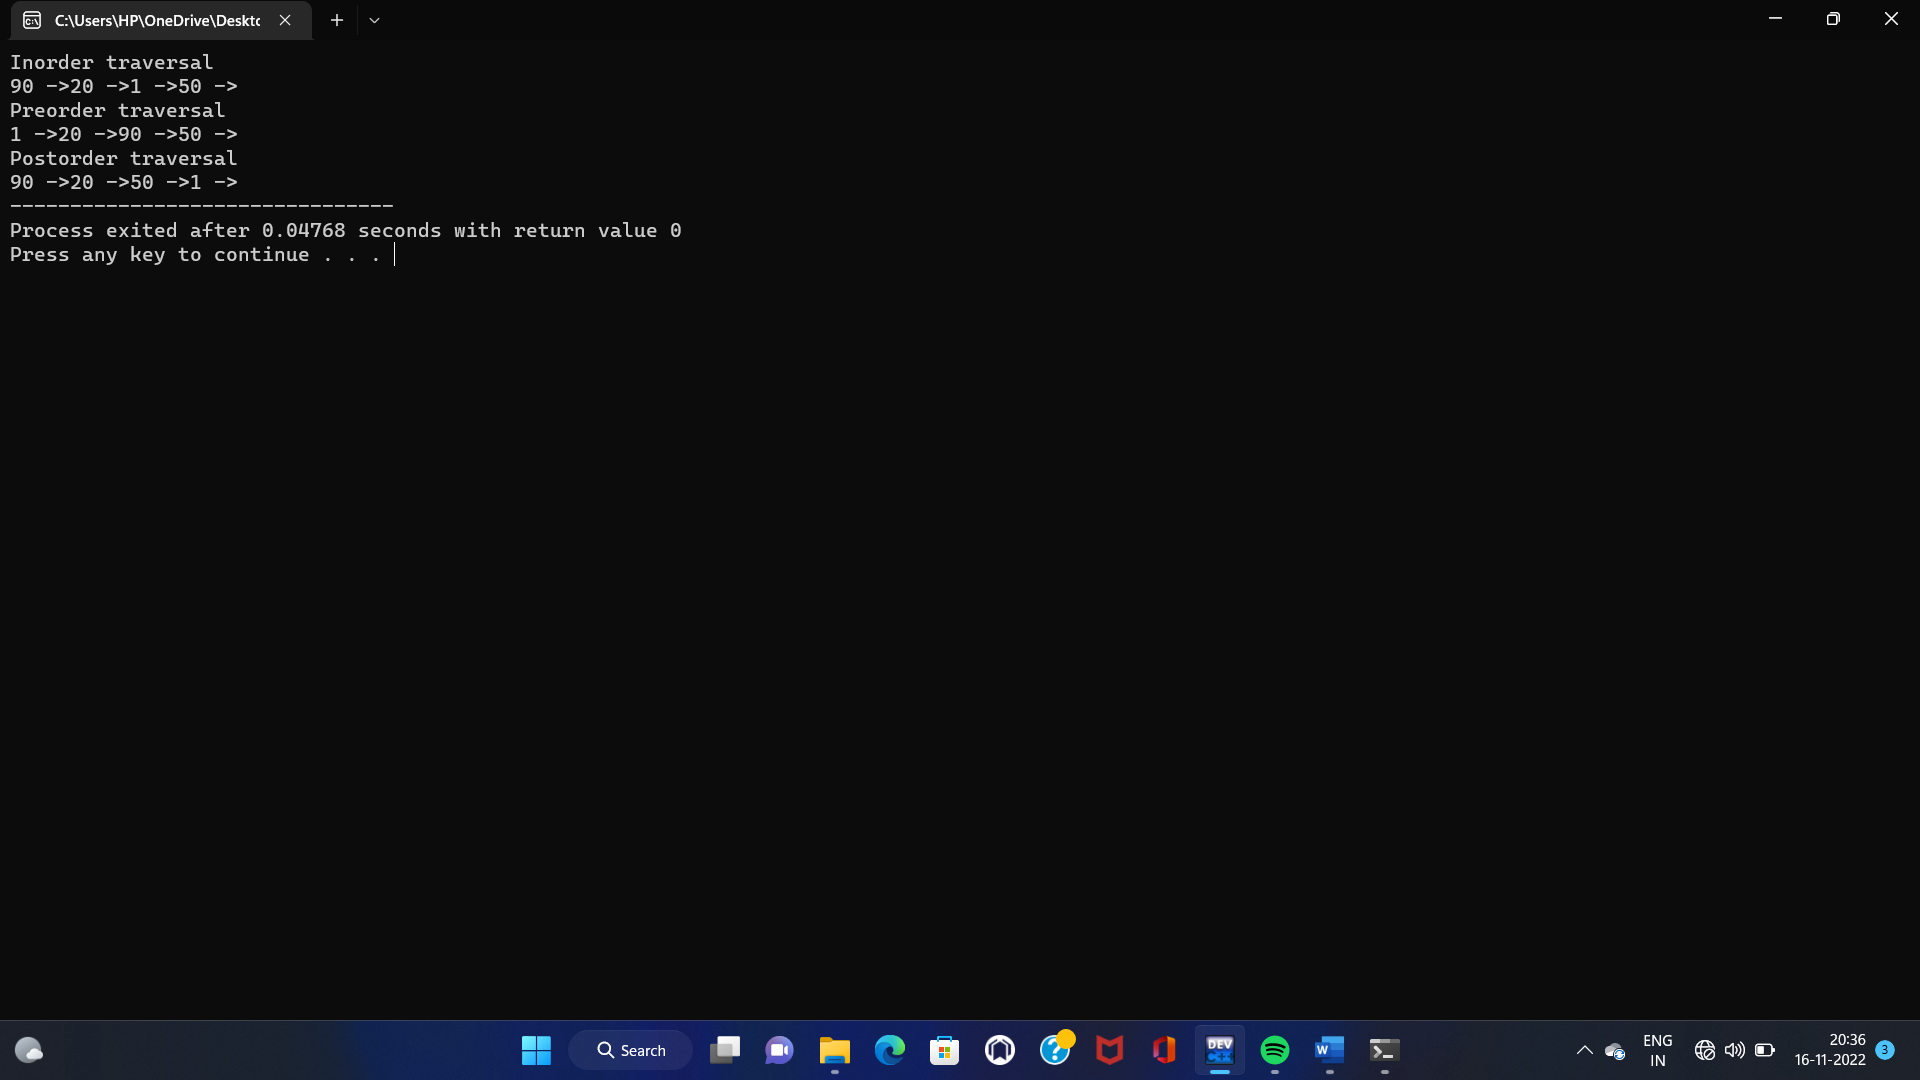 C:\Users\HP\OneDrive\Deskto
Inorder traversal
90 ->20 ->1 ->50 ->
Preorder traversal
1 ->20 ->90 ->50 ->
Postorder traversal
90 ->20 ->50 ->1 ->
--------------------------------
Process exited after 0.04768 seconds with return value 0
Press any key to continue . . .
Search
DEV
C++
W
ENG
IN
20:36
16-11-2022
3